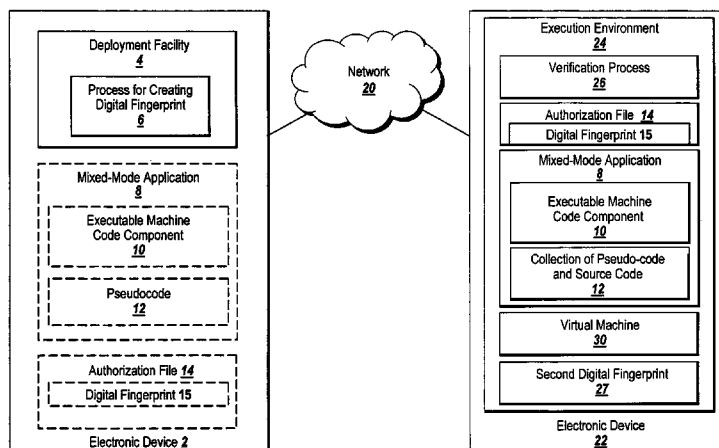 Deployment Facility
4
Process for Creating
Digital Fingerprint
6
Mixed-Mode Application
8
Executable Machine
Code Component
10
Pseudocode
12
Authorization File 14
Digital Fingerprint 15
Electronic Device 2
Network
20
Execution Environment
24
Verification Process
26
Authorization File 14
Digital Fingerprint 15
Mixed-Mode Application
8
Executable Machine
Code Component
10
Collection of Pseudo-code
and Source Code
12
Virtual Machine
30
Second Digital Fingerprint
27
Electronic Device
22